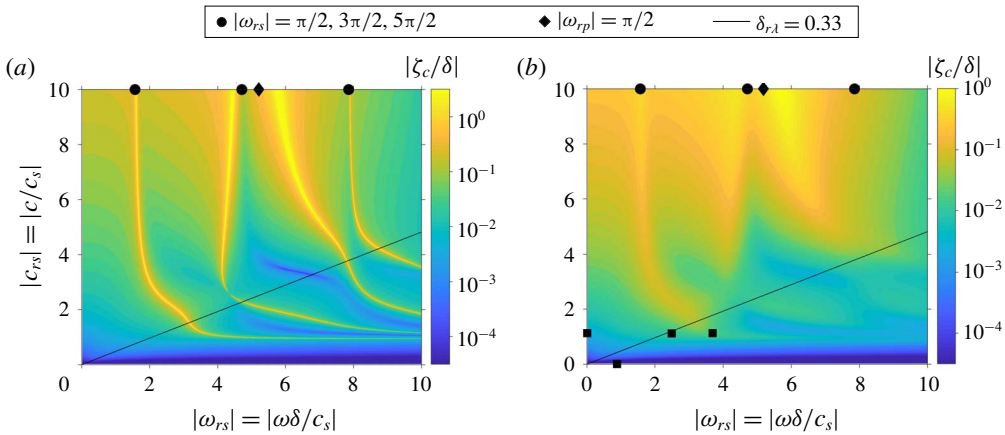 |ω_rs| = π/2, 3π/2, 5π/2 |ω_rp| = π/2 δ_rλ = 0.33
(a) |ζ_c/δ| (b) |ζ_c/δ|
10 10
10^0 10^0
8 8
10^-1 10^-1
6 6
10^-2 10^-2
4 4
10^-3 10^-3
2 2
10^-4 10^-4
0 2 4 6 8 10 0 0 2 4 6 8 10
|c_rs| = |c/c_s|
|ω_rs| = |ωδ/c_s| |ω_rs| = |ωδ/c_s|